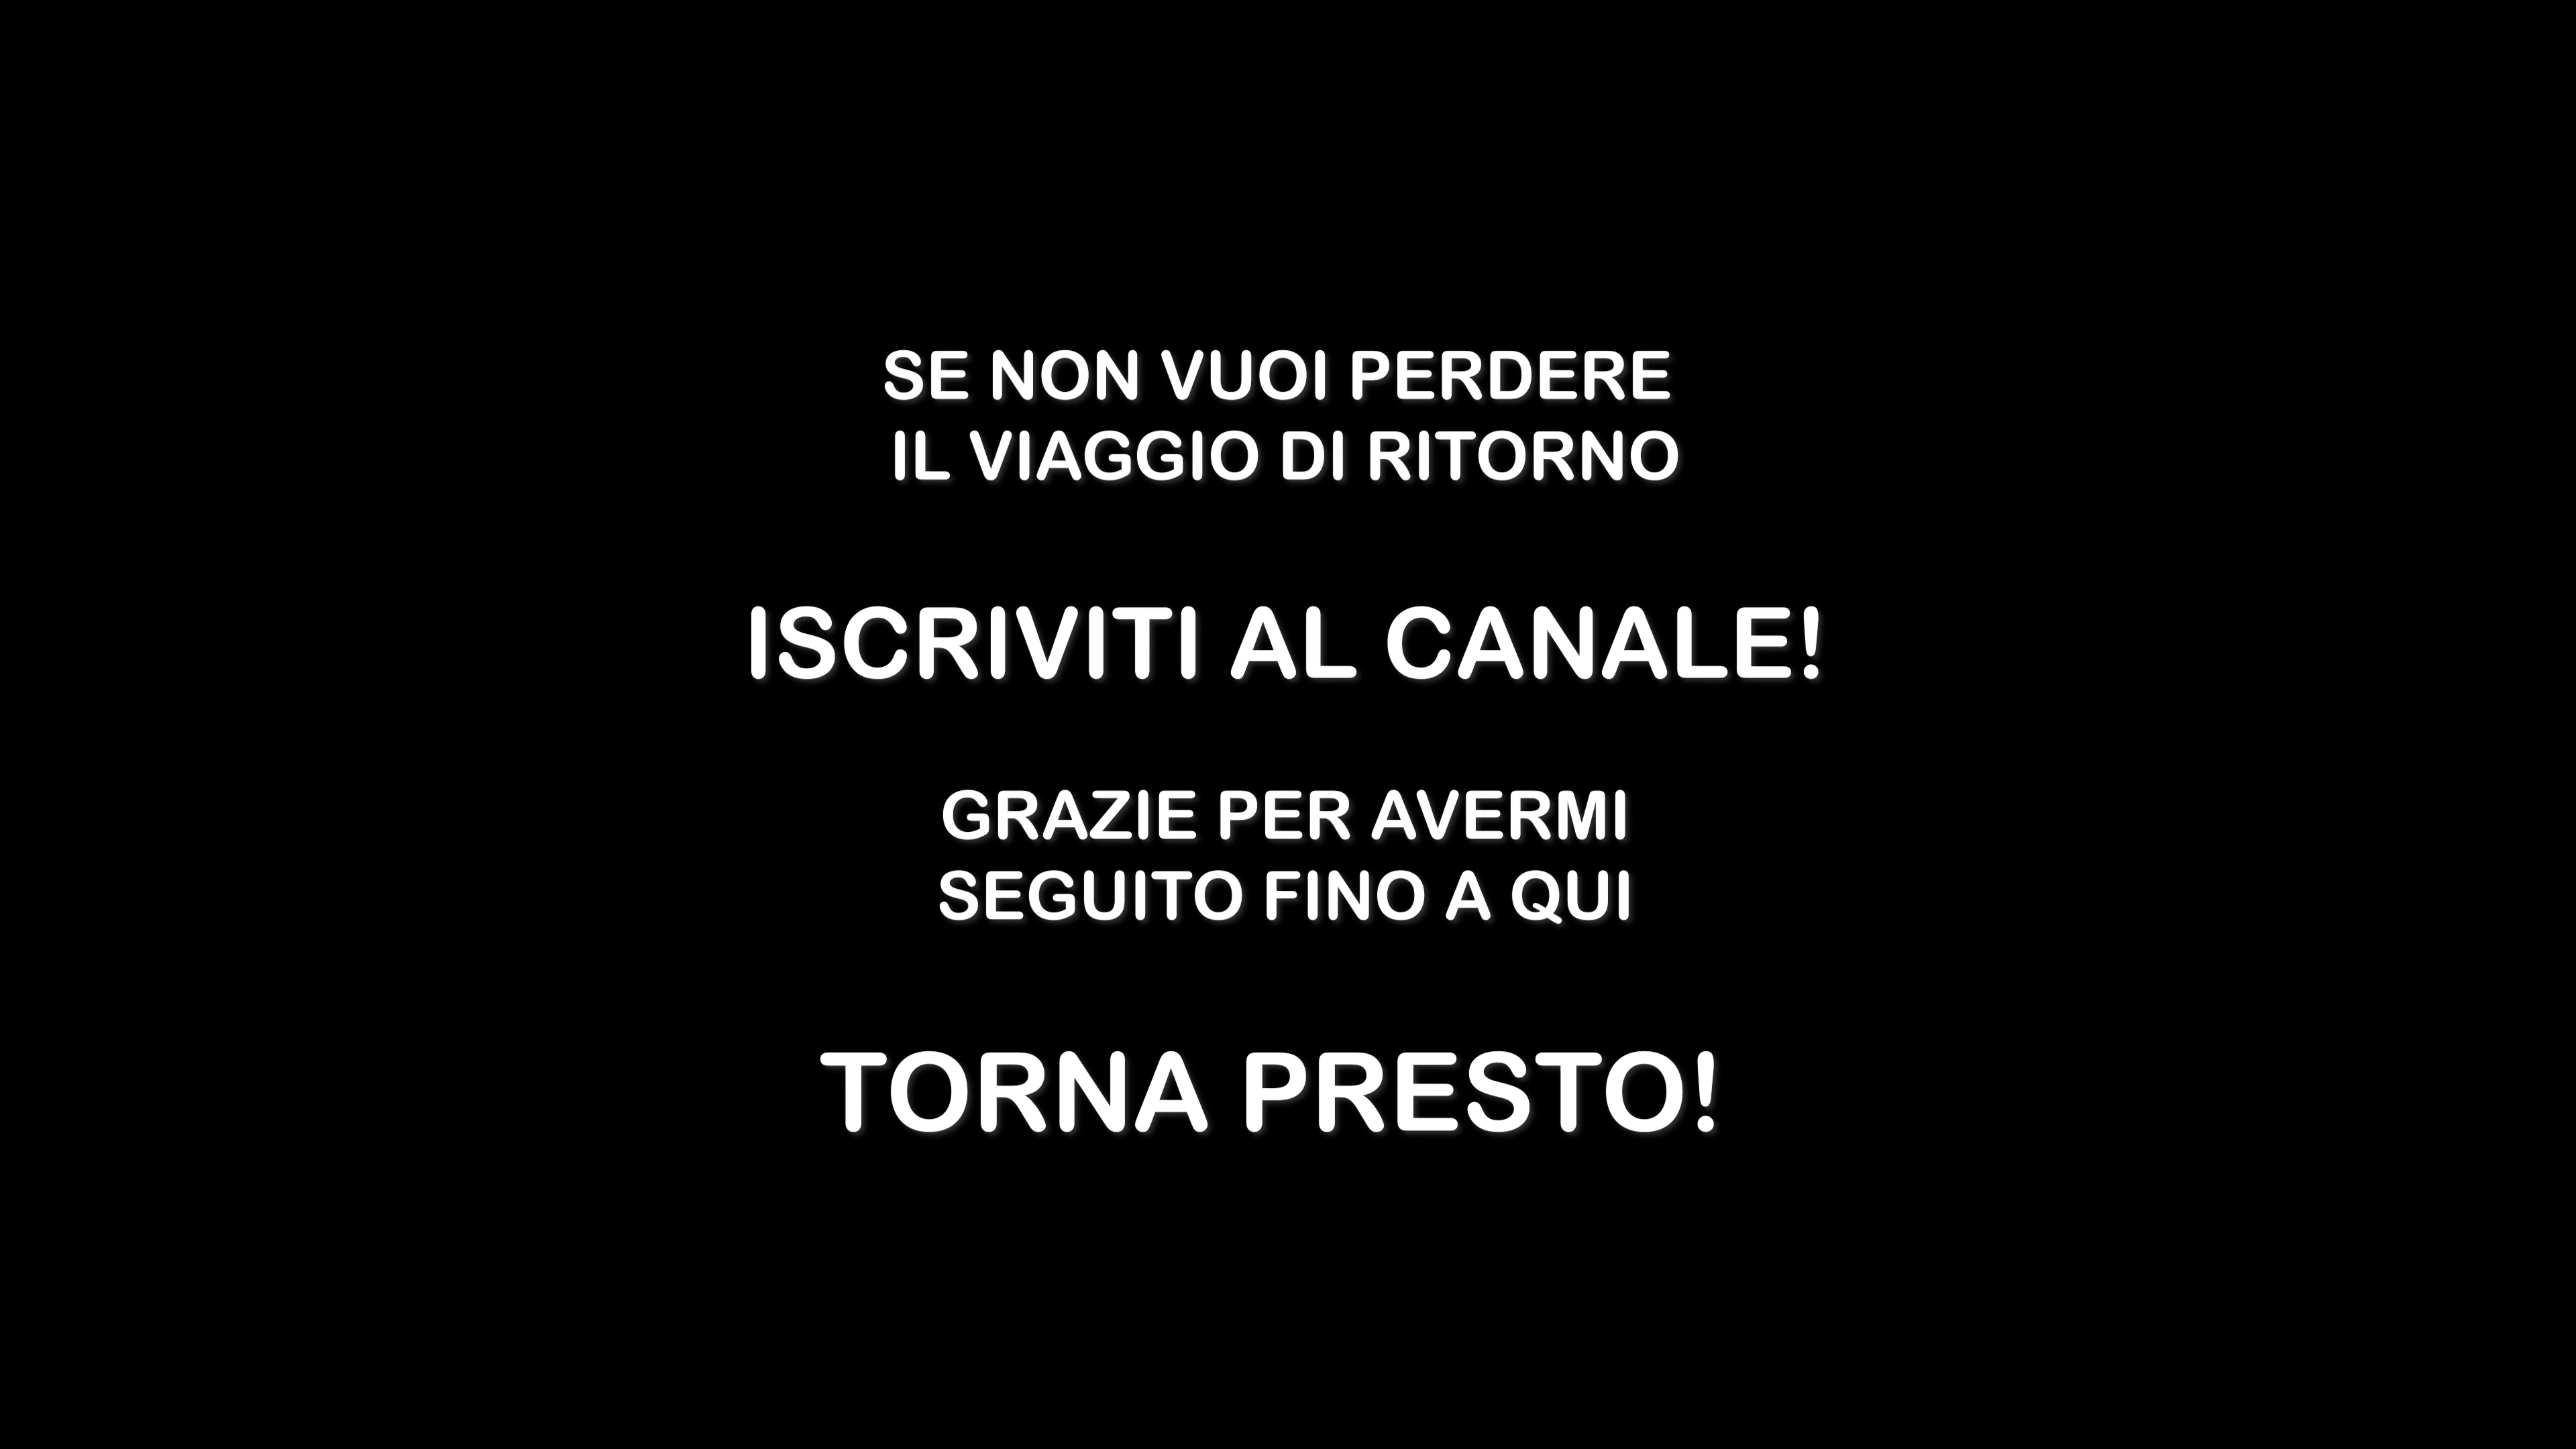 SE NON VUOI PERDERE
IL VIAGGIO DI RITORNO
ISCRIVITI AL CANALE!
GRAZIE PER AVERMI
SEGUITO FINO A QUI
TORNA PRESTO!